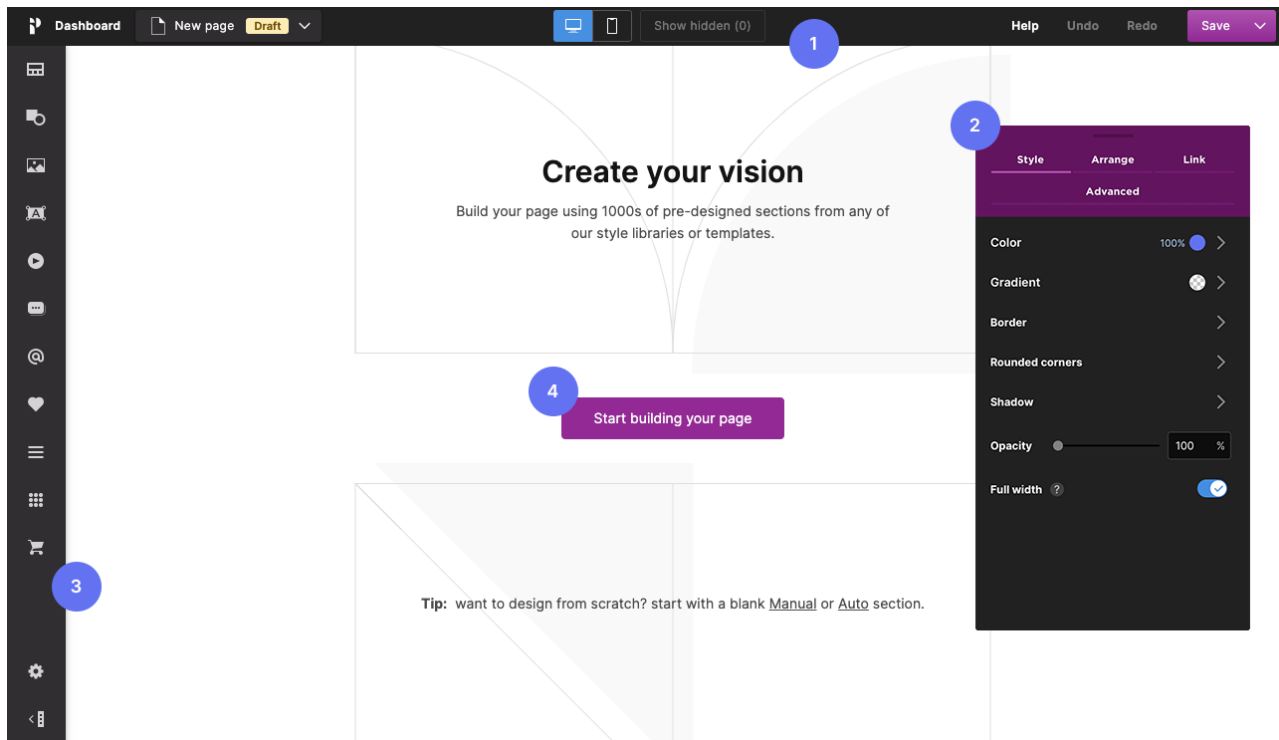 Dashboard New page Draft Show hidden (0) Help Undo Redo Save
1
2
Style Arrange Link
Advanced
Create your vision
Build your page using 1000s of pre-designed sections from any of
our style libraries or templates.
Color 100%
Gradient
Border
Rounded corners
Shadow
Opacity 100 %
Full width ?
4
Start building your page
3
Tip: want to design from scratch? start with a blank Manual or Auto section.